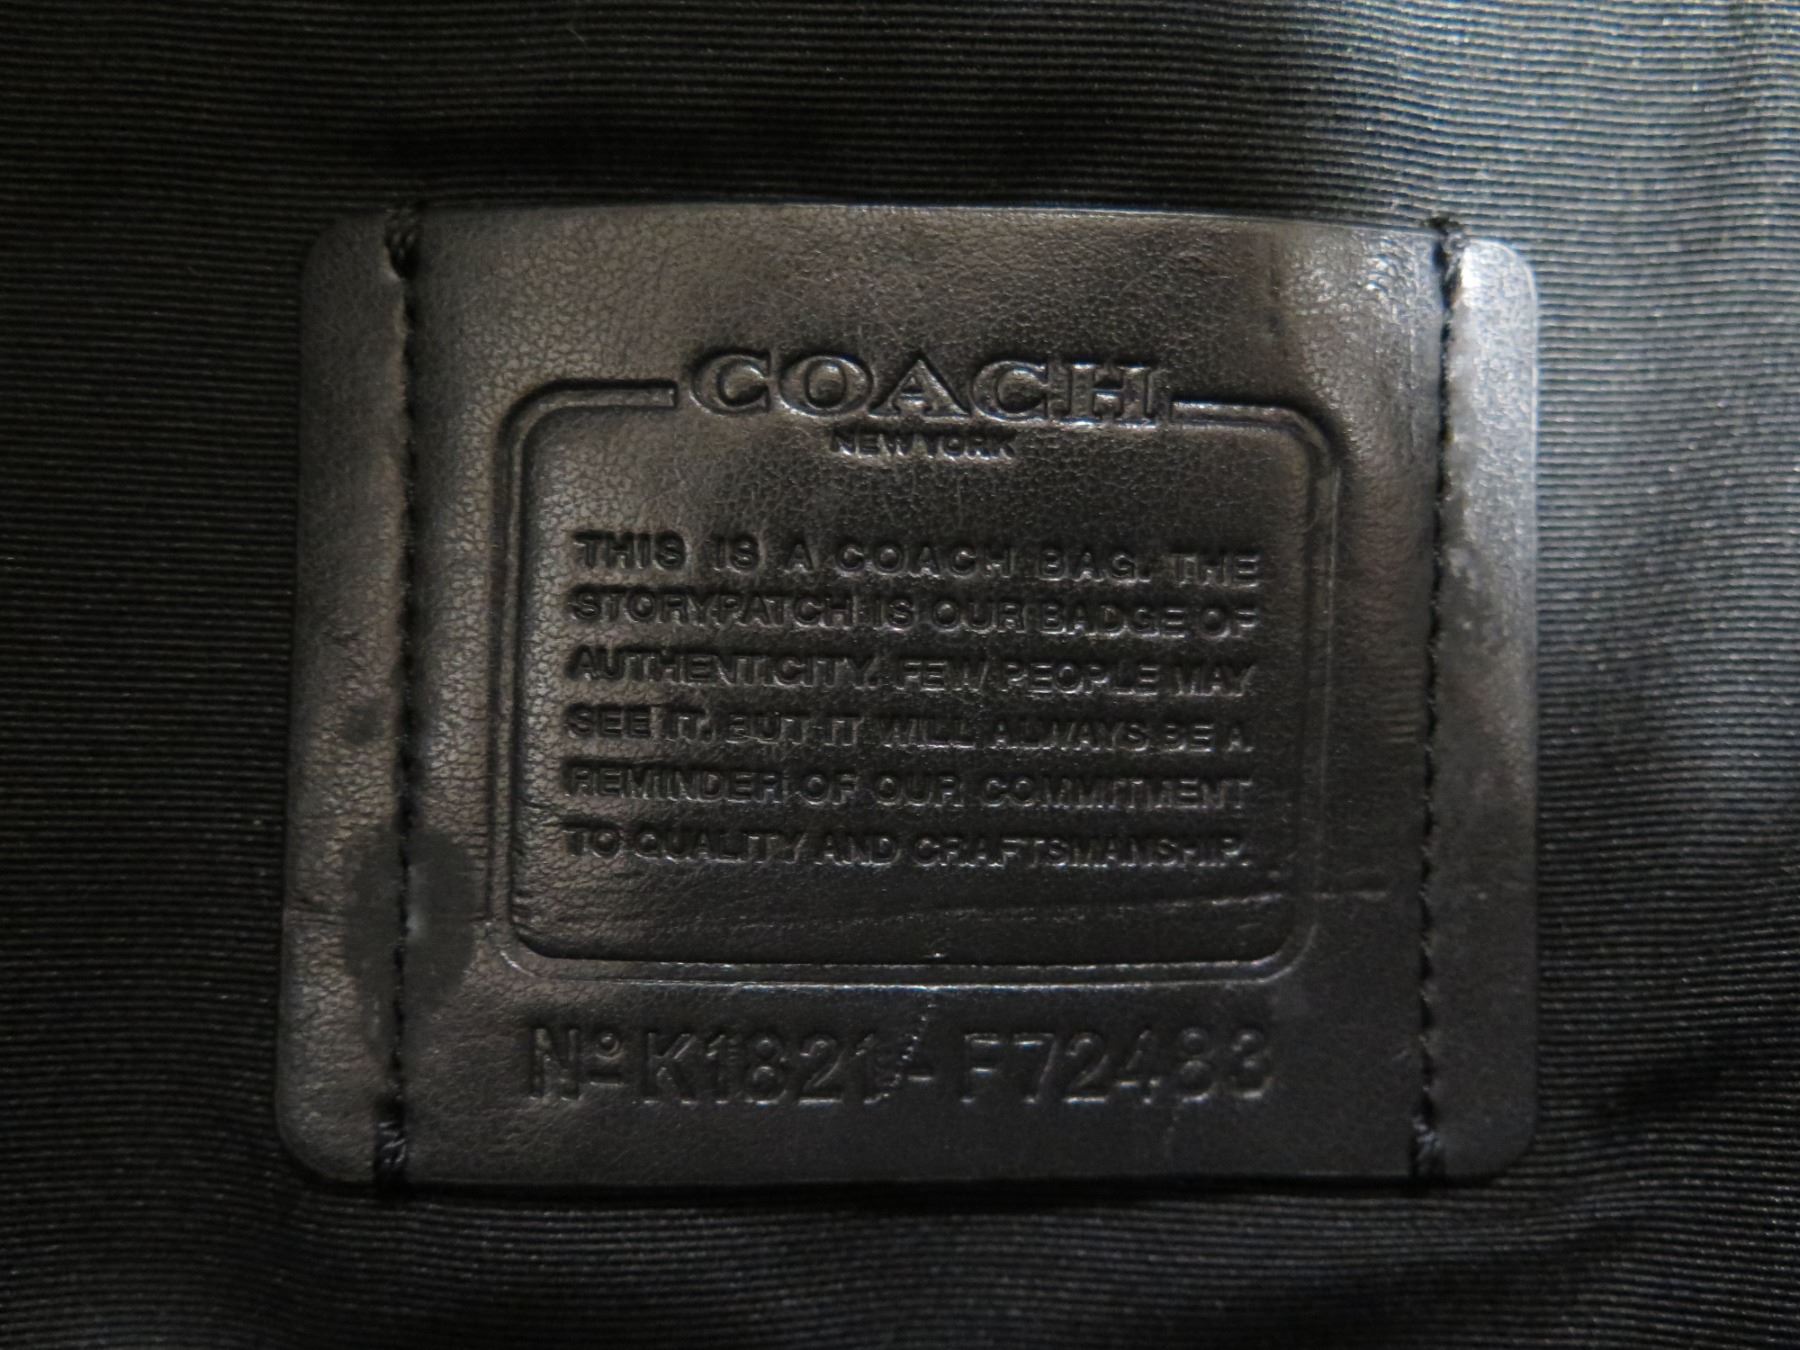 COACH
NEW YORK
THIS IS A COACH BAG. THE
STORYPATCH IS OUR BADGE OF
AUTHENTICITY. FEW PEOPLE MAY
SEE IT. BUT IT WILL ALWAYS BE A
REMINDER OF OUR COMMITMENT
TO QUALITY AND CRAFTSMANSHIP.
Nº K1821-F72483